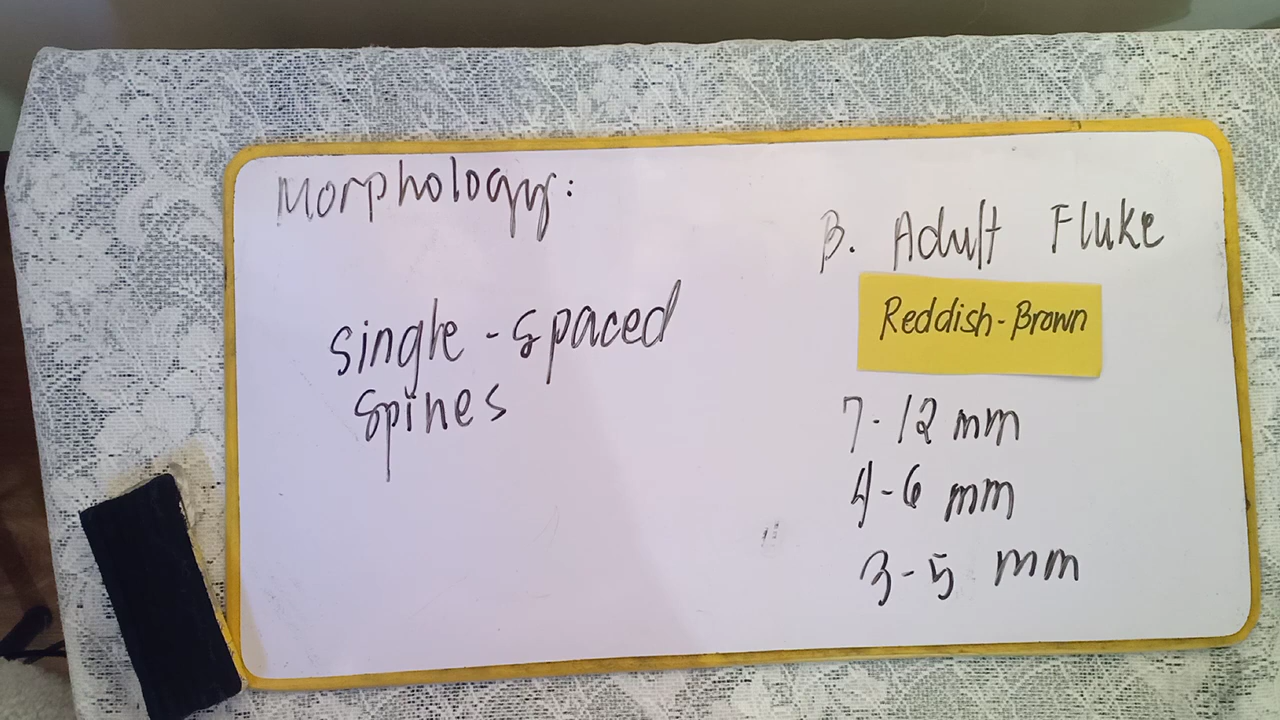 Morphology:
single-spaced
spines
B. Adult Fluke
Reddish-Brown
7-12 mm
4-6 mm
3-5 mm